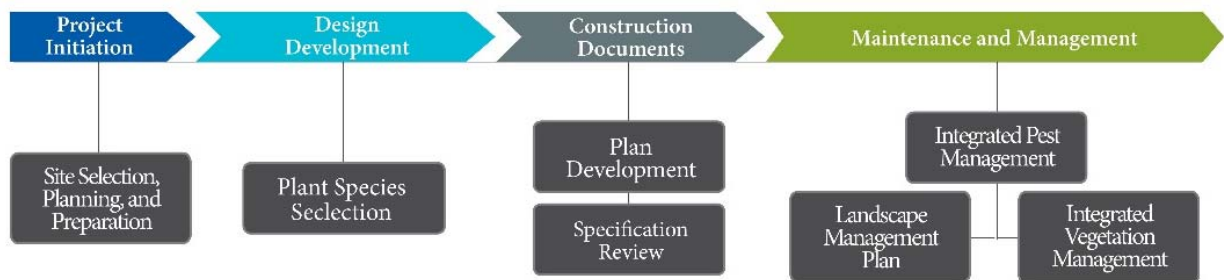 Project
Initiation
Design
Development
Construction
Documents
Maintenance and Management
Site Selection,
Planning, and
Preparation
Plant Species
Seclection
Plan
Development
Specification
Review
Integrated Pest
Management
Landscape
Management
Plan
Integrated
Vegetation
Management